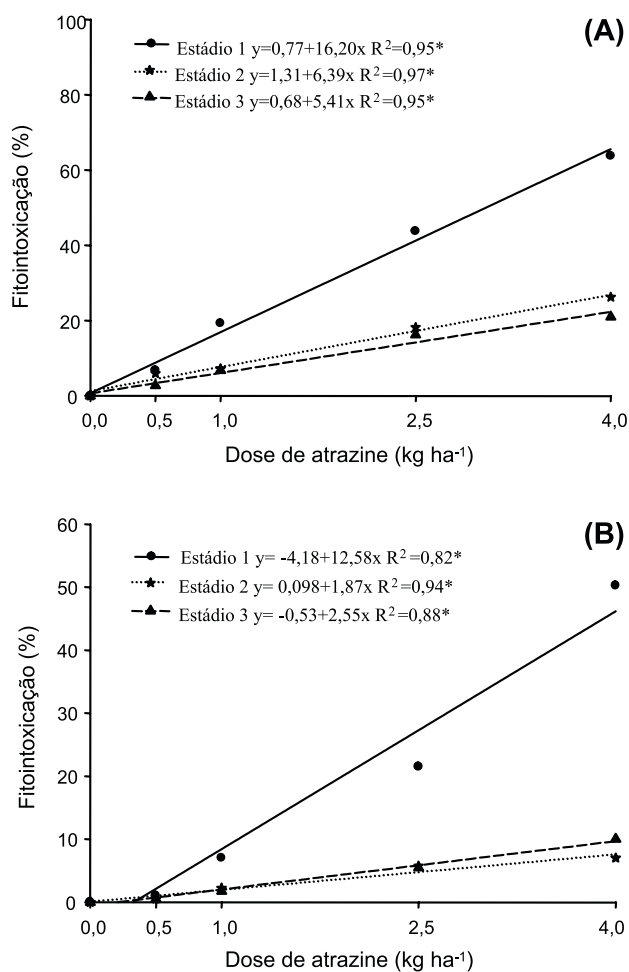 (A)
100
80
60
40
20
0
Fitointoxicação (%)
Estádio 1 y=0,77+16,20x R²=0,95*
Estádio 2 y=1,31+6,39x R²=0,97*
Estádio 3 y=0,68+5,41x R²=0,95*
0,0 0,5 1,0 2,5 4,0
Dose de atrazine (kg ha⁻¹)
(B)
60
50
40
30
20
10
0
Fitointoxicação (%)
Estádio 1 y= -4,18+12,58x R²=0,82*
Estádio 2 y= 0,098+1,87x R²=0,94*
Estádio 3 y= -0,53+2,55x R²=0,88*
0,0 0,5 1,0 2,5 4,0
Dose de atrazine (kg ha⁻¹)